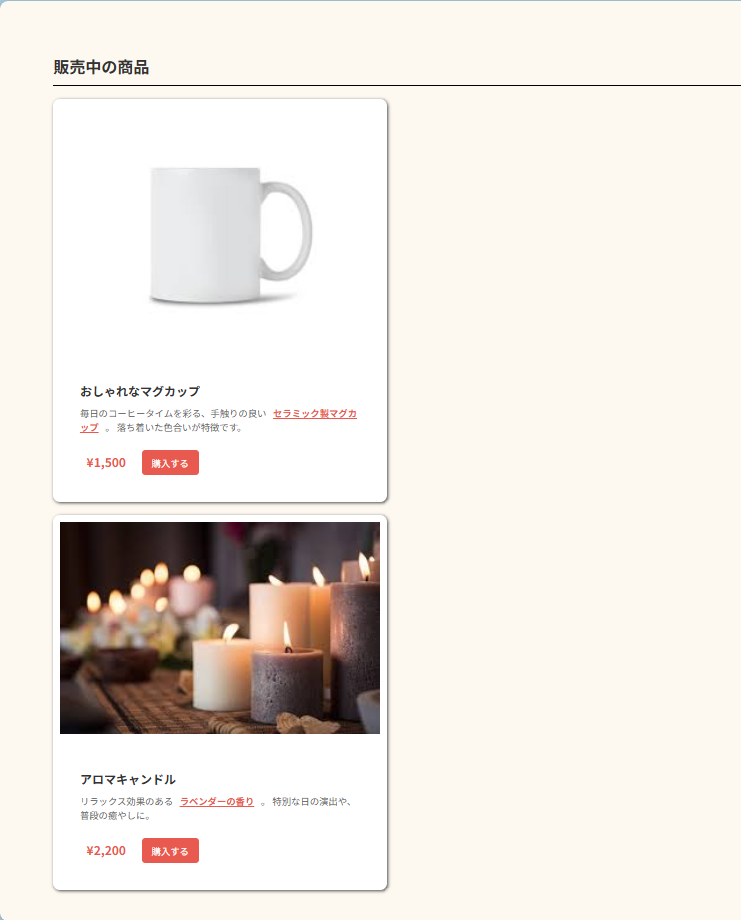 販売中の商品
おしゃれなマグカップ
毎日のコーヒータイムを彩る、手触りの良い セラミック製マグカ
ップ 。 落ち着いた色合いが特徴です。
¥1,500 購入する
アロマキャンドル
リラックス効果のある ラベンダーの香り 。 特別な日の演出や、
普段の癒やしに。
¥2,200 購入する